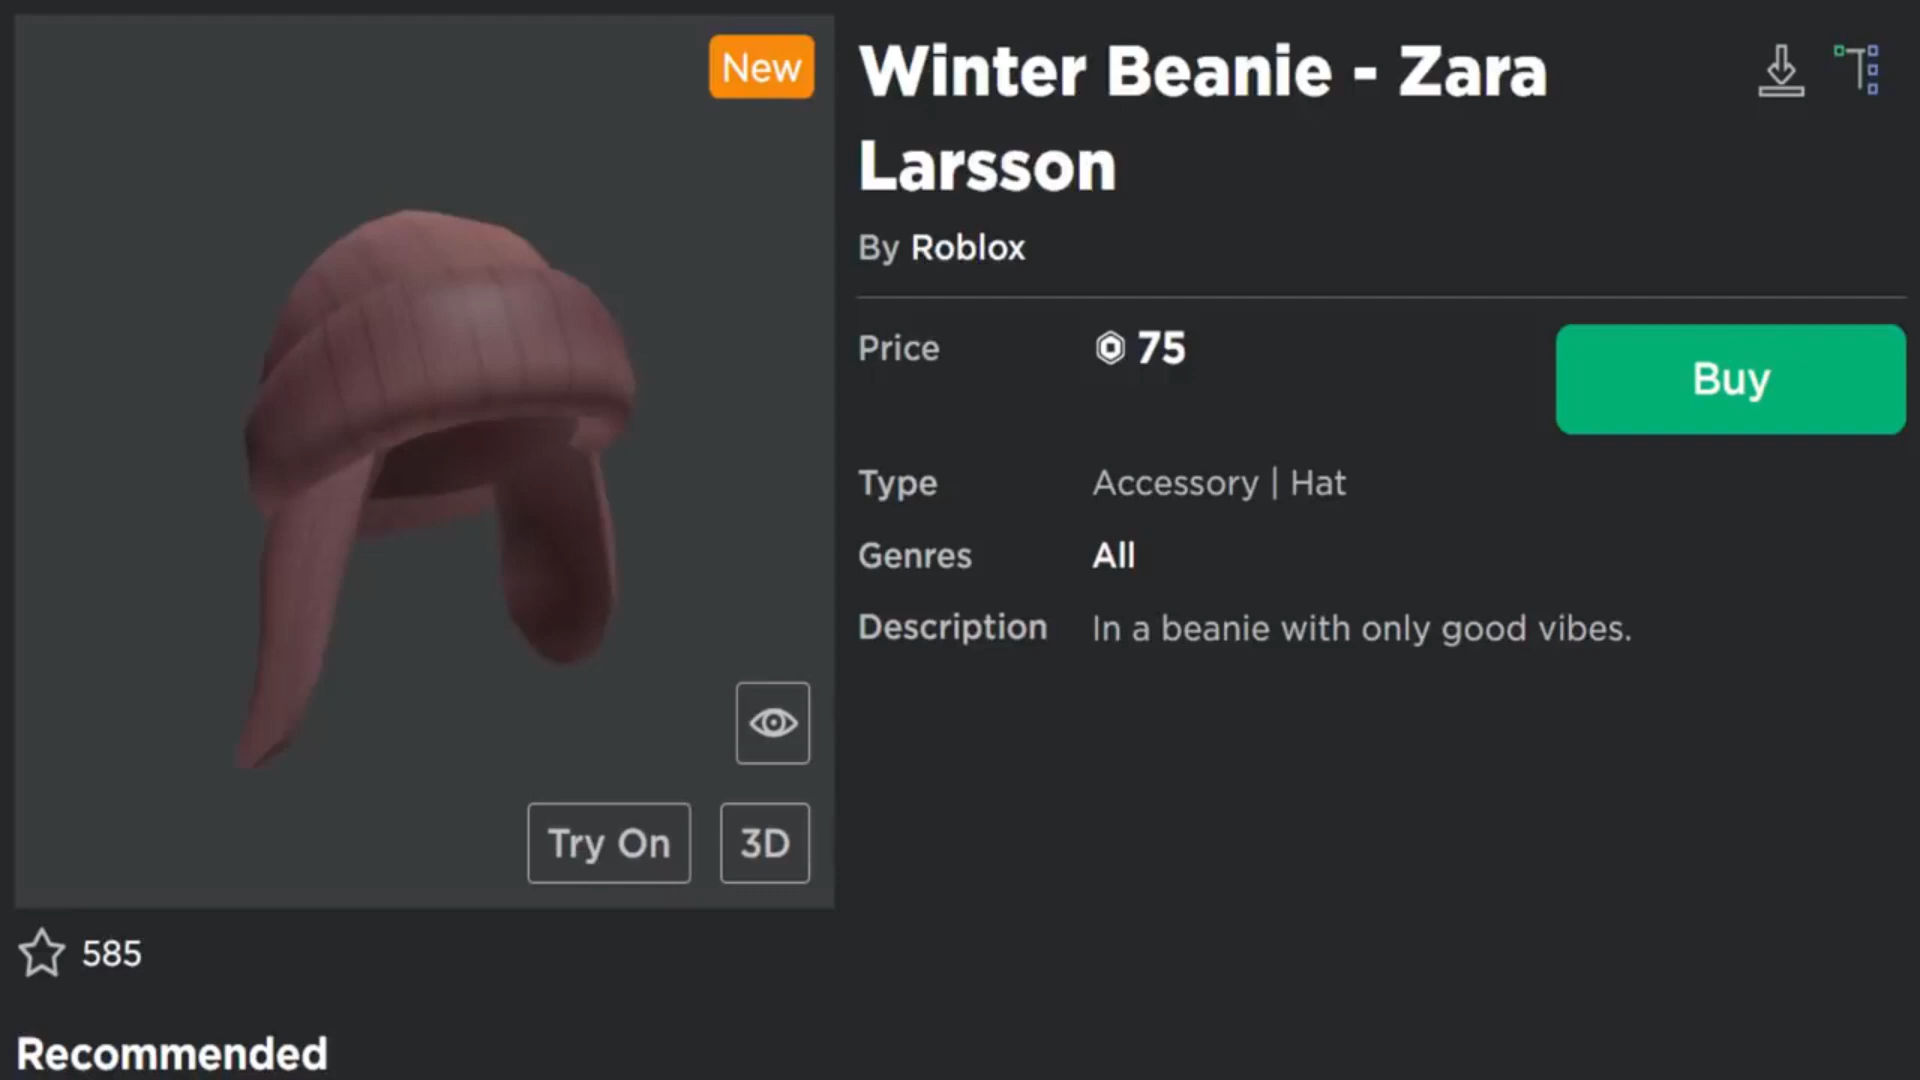 New
Winter Beanie - Zara
Larsson
By Roblox
Price 75
Buy
Type Accessory | Hat
Genres All
Description In a beanie with only good vibes.
Try On 3D
585
Recommended